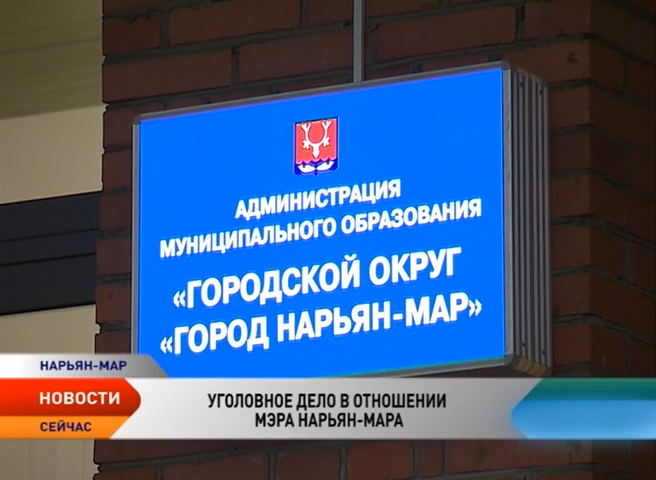 АДМИНИСТРАЦИЯ
МУНИЦИПАЛЬНОГО ОБРАЗОВАНИЯ
«ГОРОДСКОЙ ОКРУГ
«ГОРОД НАРЬЯН-МАР»
НАРЬЯН-МАР
НОВОСТИ
СЕЙЧАС
УГОЛОВНОЕ ДЕЛО В ОТНОШЕНИИ
МЭРА НАРЬЯН-МАРА